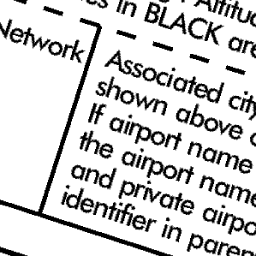 Altitud
es in BLACK are
Network
Associated city
shown above
If airport name
the airport name
and private airpo
identifier in paren